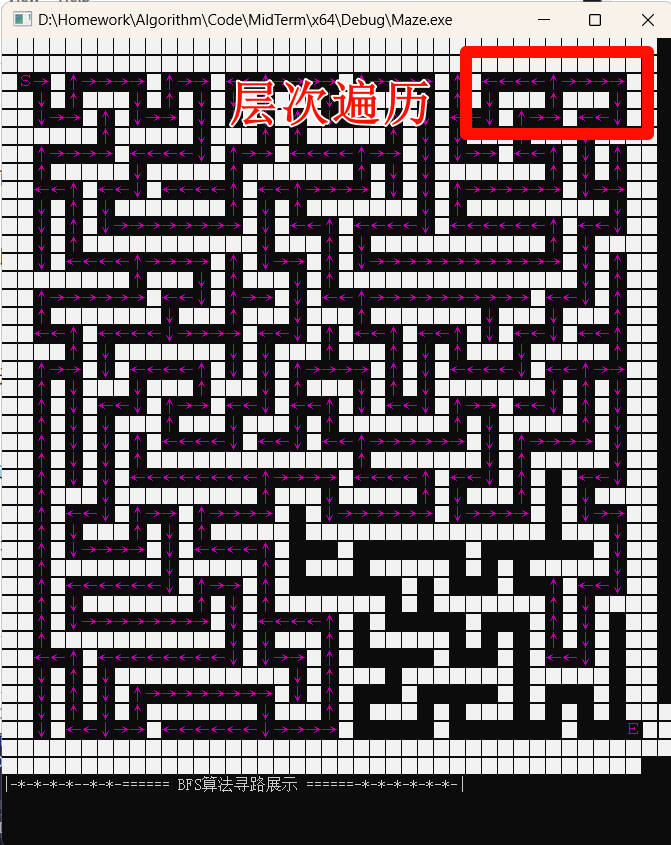 D:\Homework\Algorithm\Code\MidTerm\x64\Debug\Maze.exe
S
层次遍历
E
|-*-*-*-*--*-*-====== BFS算法寻路展示 ======-*-*-*-*-*-*-|